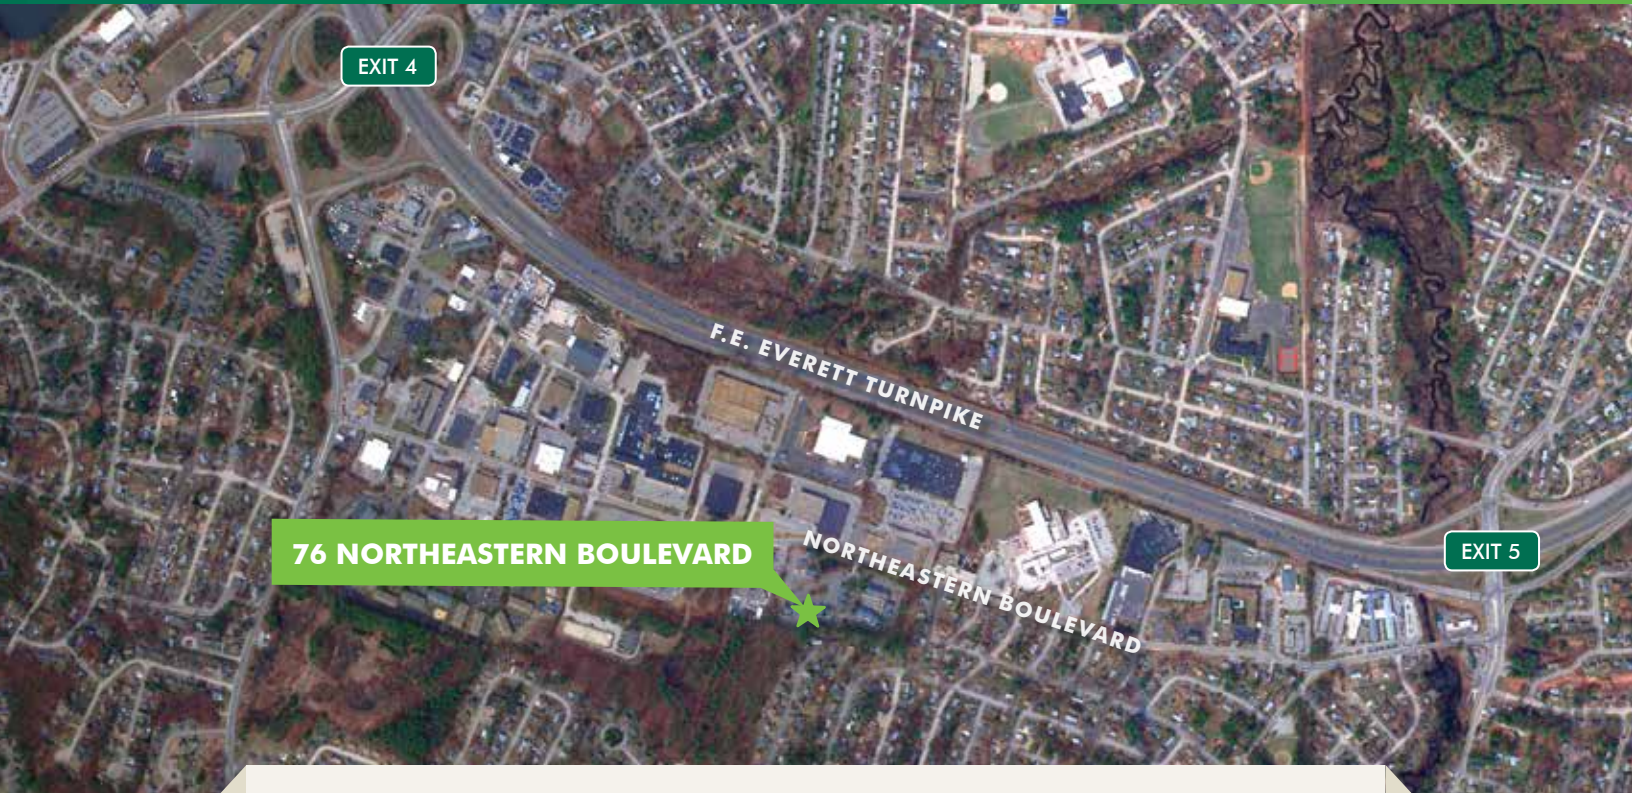 EXIT 4
F.E. EVERETT TURNPIKE
76 NORTHEASTERN BOULEVARD
NORTHEASTERN BOULEVARD
EXIT 5